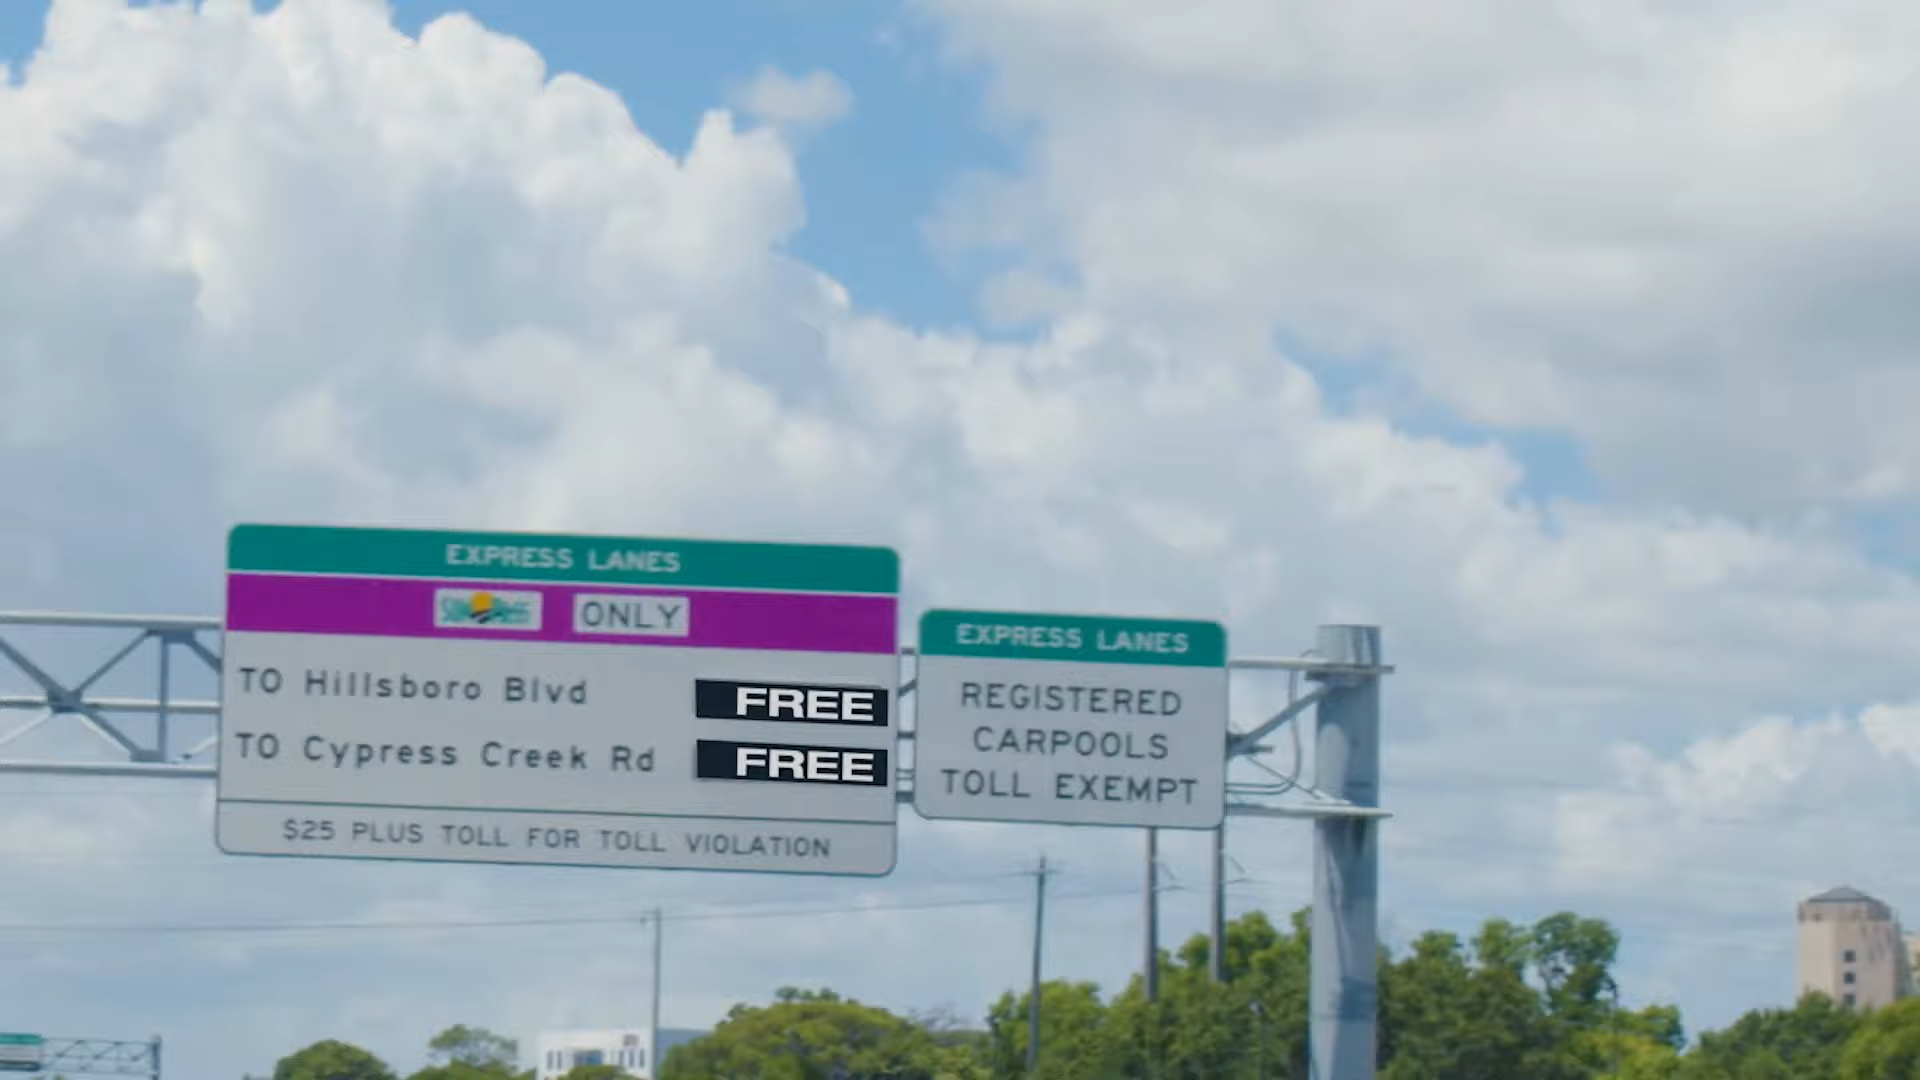 EXPRESS LANES
SUNPASS ONLY
TO Hillsboro Blvd FREE
TO Cypress Creek Rd FREE
$25 PLUS TOLL FOR TOLL VIOLATION
EXPRESS LANES
REGISTERED
CARPOOLS
TOLL EXEMPT